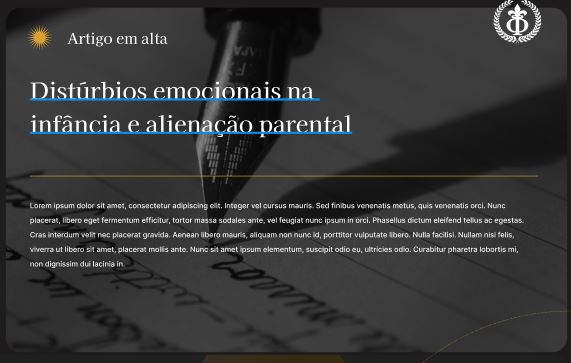 Artigo em alta
Distúrbios emocionais na
infância e alienação parental
Lorem ipsum dolor sit amet, consectetur adipiscing elit. Integer vel cursus mauris. Sed finibus venenatis metus, quis venenatis orci. Nunc
placerat, libero eget fermentum efficitur, tortor massa sodales ante, vel feugiat nunc ipsum in orci. Phasellus dictum eleifend tellus ac egestas.
Cras interdum velit nec placerat gravida. Aenean libero mauris, aliquam non nunc id, porttitor vulputate libero. Nulla facilisi. Nullam nisi felis,
viverra ut libero sit amet, placerat mollis ante. Nunc sit amet ipsum elementum, suscipit odio eu, ultricies odio. Curabitur pharetra lobortis mi,
non dignissim dui lacinia in.